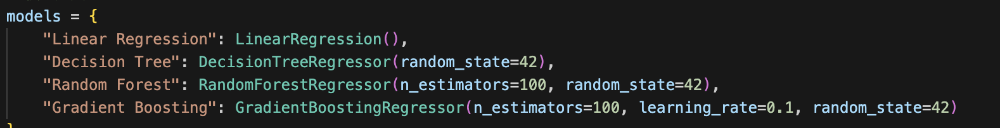 models = {
    "Linear Regression": LinearRegression(),
    "Decision Tree": DecisionTreeRegressor(random_state=42),
    "Random Forest": RandomForestRegressor(n_estimators=100, random_state=42),
    "Gradient Boosting": GradientBoostingRegressor(n_estimators=100, learning_rate=0.1, random_state=42)
}